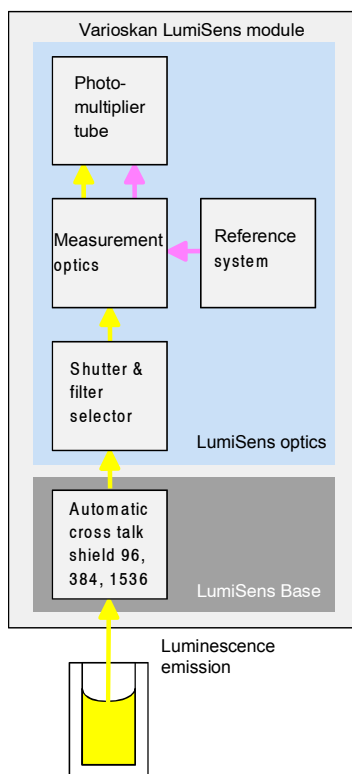 Varioskan LumiSens module
Photo-
multiplier
tube
Measurement
optics
Reference
system
Shutter &
filter
selector
LumiSens optics
Automatic
cross talk
shield 96,
384, 1536
LumiSens Base
Luminescence
emission